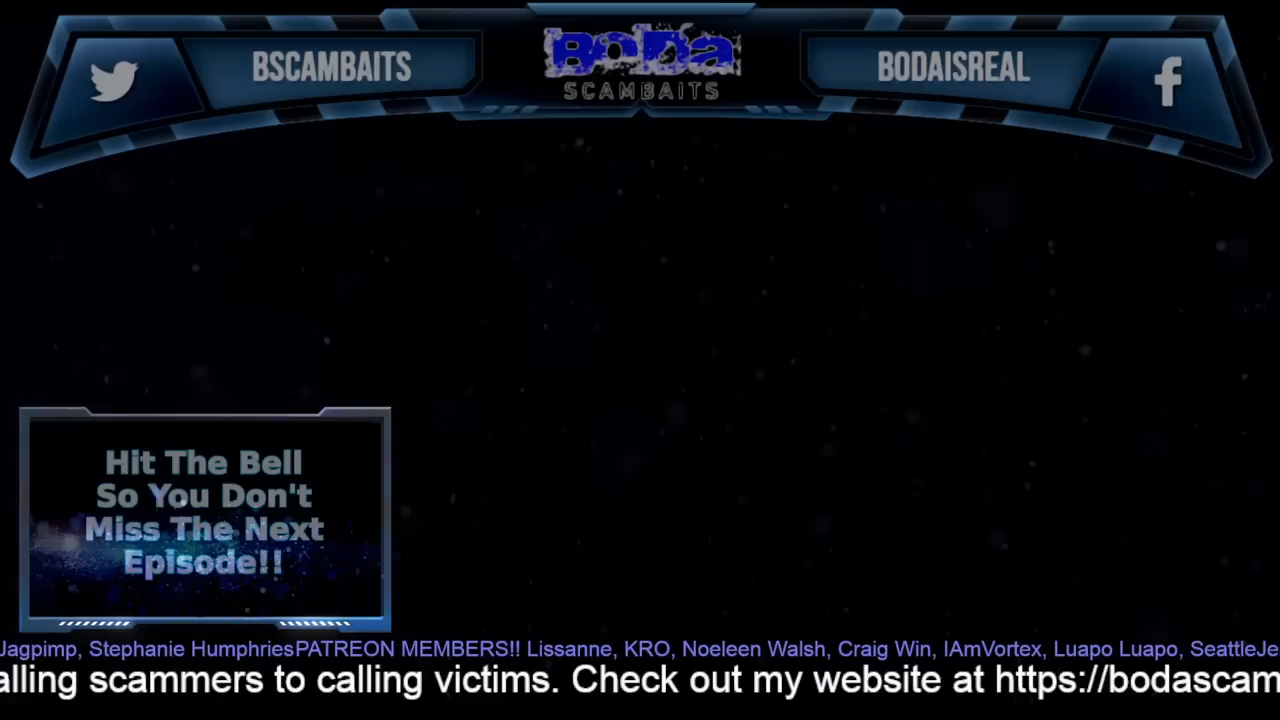 BSCAMBAITS
BoDa
SCAMBAITS
BODAISREAL
Hit The Bell
So You Don't
Miss The Next
Episode!!
Jagpimp, Stephanie HumphriesPATREON MEMBERS!! Lissanne, KRO, Noeleen Walsh, Craig Win, IAmVortex, Luapo Luapo, SeattleJe
alling scammers to calling victims. Check out my website at https://bodascam